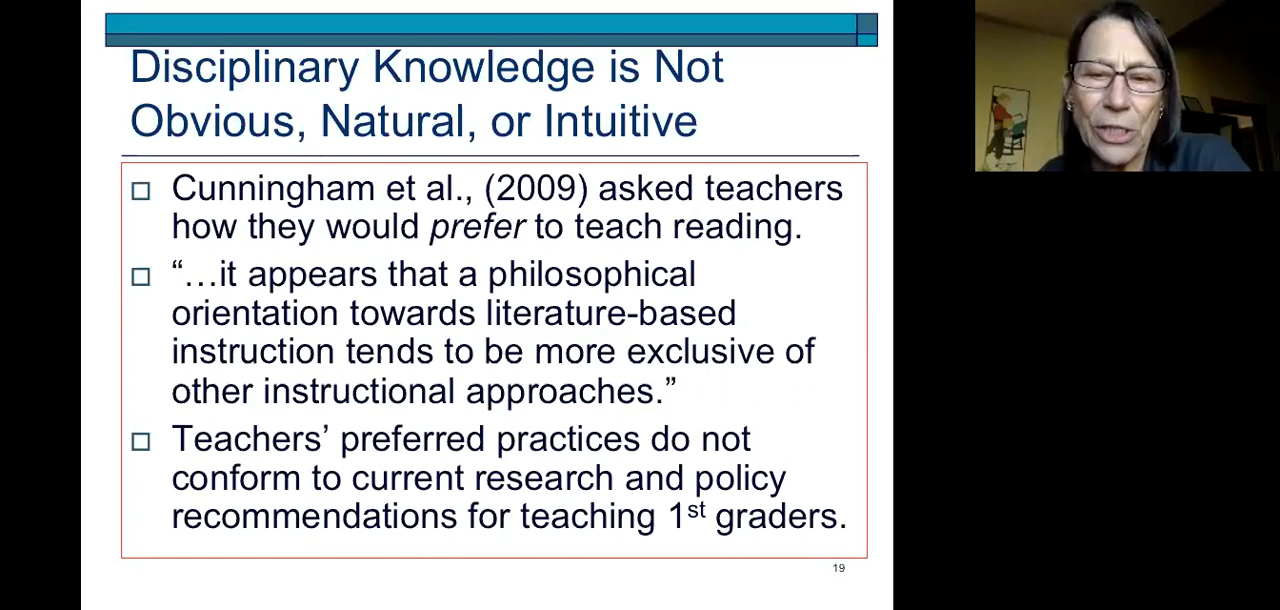 Disciplinary Knowledge is Not
Obvious, Natural, or Intuitive
Cunningham et al., (2009) asked teachers
how they would prefer to teach reading.
“…it appears that a philosophical
orientation towards literature-based
instruction tends to be more exclusive of
other instructional approaches.”
Teachers’ preferred practices do not
conform to current research and policy
recommendations for teaching 1st graders.
19